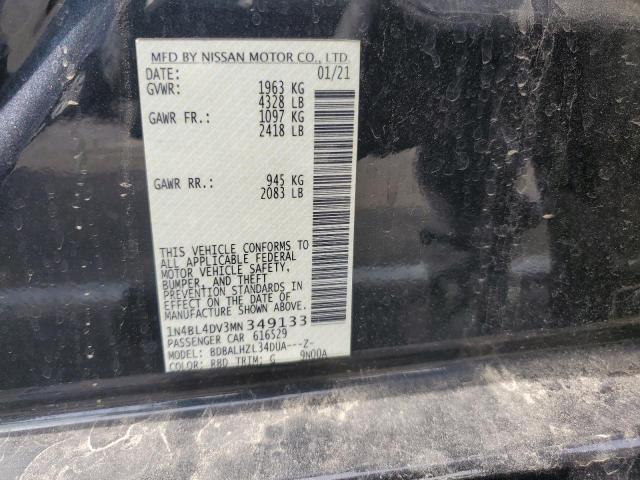 MFD BY NISSAN MOTOR CO., LTD.
DATE: 01/21
GVWR: 1963 KG
4328 LB
GAWR FR.: 1097 KG
2418 LB
GAWR RR.: 945 KG
2083 LB
THIS VEHICLE CONFORMS TO
ALL APPLICABLE FEDERAL
MOTOR VEHICLE SAFETY,
BUMPER, AND THEFT
PREVENTION STANDARDS IN
EFFECT ON THE DATE OF
MANUFACTURE SHOWN ABOVE.
1N4BL4DV3MN349133
PASSENGER CAR 616529
MODEL: BDBALHZL34DUA---Z-
COLOR: RBD TRIM: G 9N00A